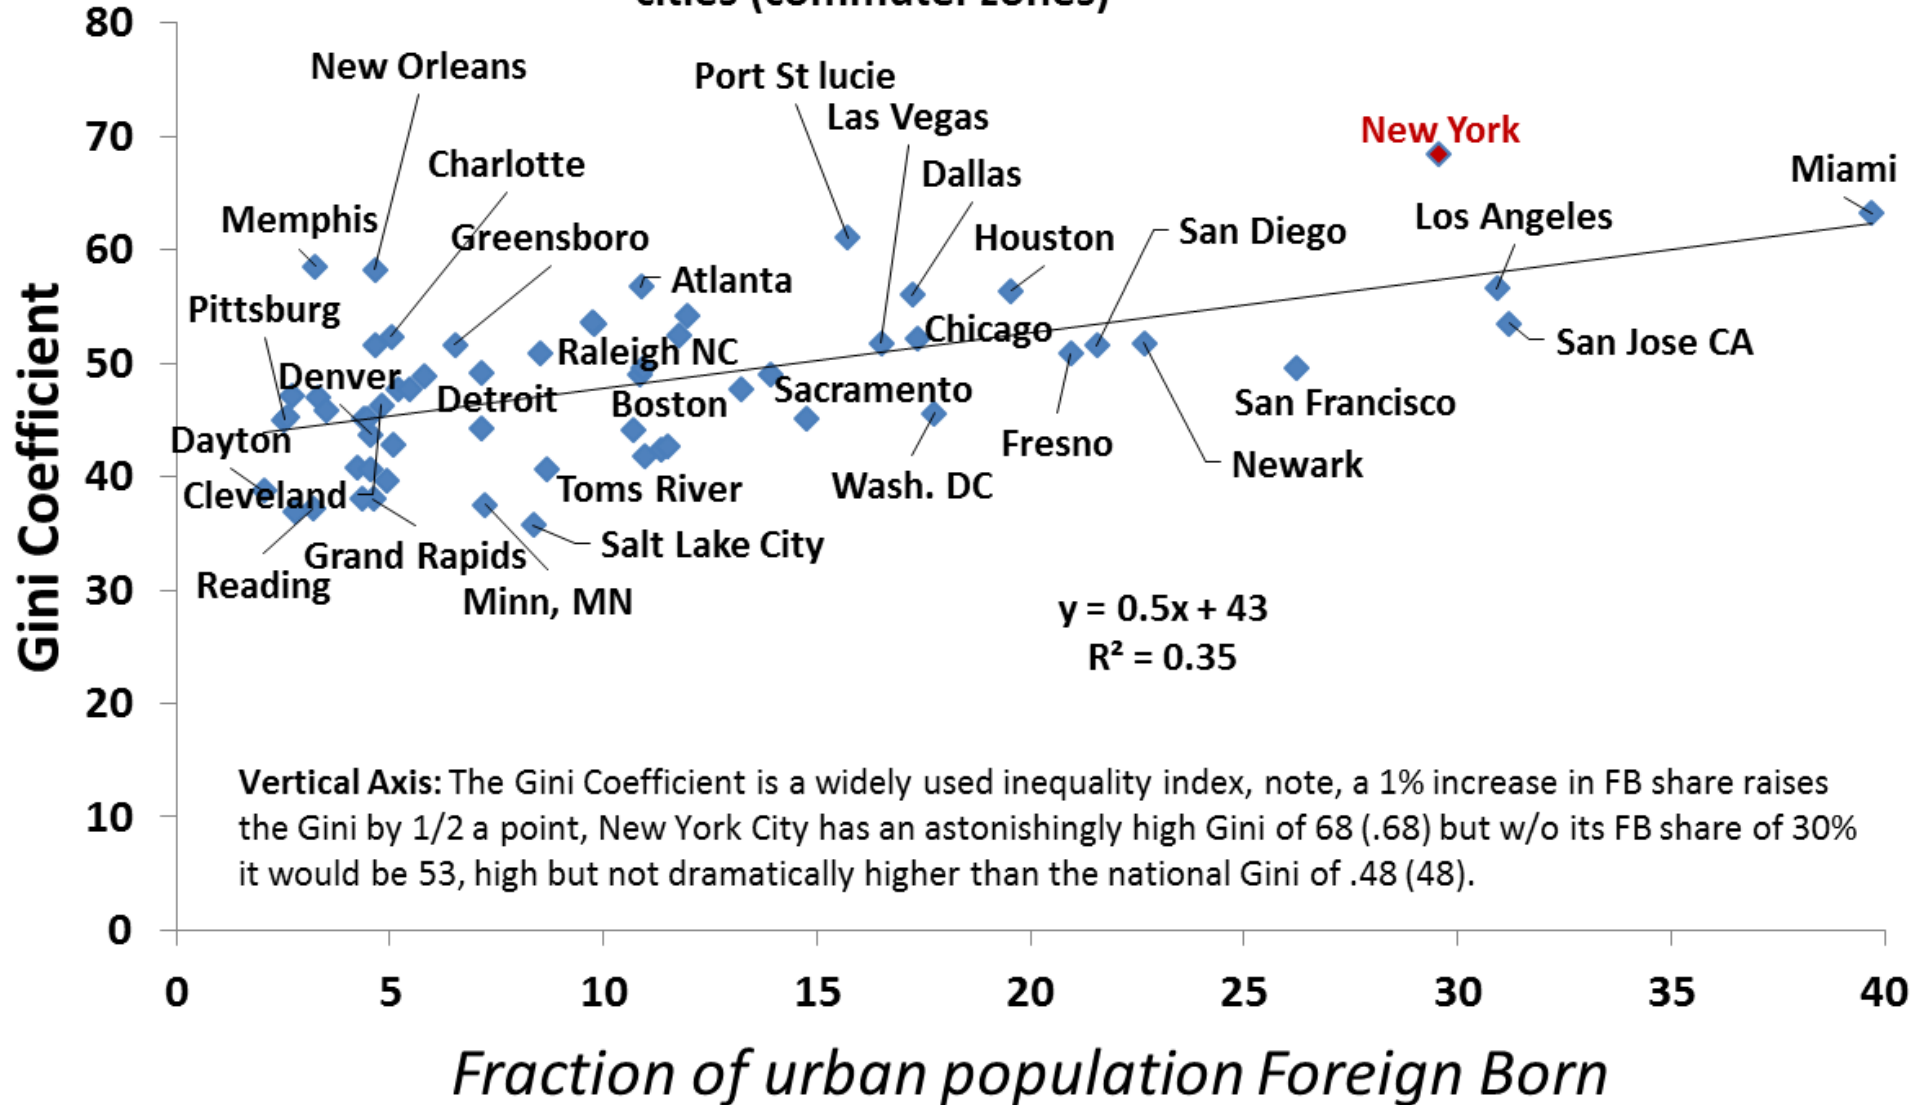 cities (commuter zones)
80
New Orleans
Port St lucie
Las Vegas
70
New York
Charlotte
Dallas
Miami
Memphis
Los Angeles
Greensboro
Houston
San Diego
60
Atlanta
Pittsburg
Chicago
San Jose CA
Raleigh NC
50
Denver
Detroit
Boston
Sacramento
San Francisco
Dayton
Fresno
Newark
40
Cleveland
Toms River
Wash. DC
Salt Lake City
Grand Rapids
Reading
30
Minn, MN
y = 0.5x + 43
R² = 0.35
20
Vertical Axis: The Gini Coefficient is a widely used inequality index, note, a 1% increase in FB share raises
the Gini by 1/2 a point, New York City has an astonishingly high Gini of 68 (.68) but w/o its FB share of 30%
it would be 53, high but not dramatically higher than the national Gini of .48 (48).
10
0
Gini Coefficient
0 5 10 15 20 25 30 35 40
Fraction of urban population Foreign Born